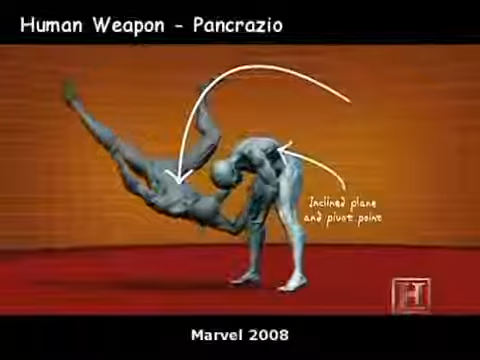 Human Weapon - Pancrazio
Inclined plane
and pivot point
H
Marvel 2008